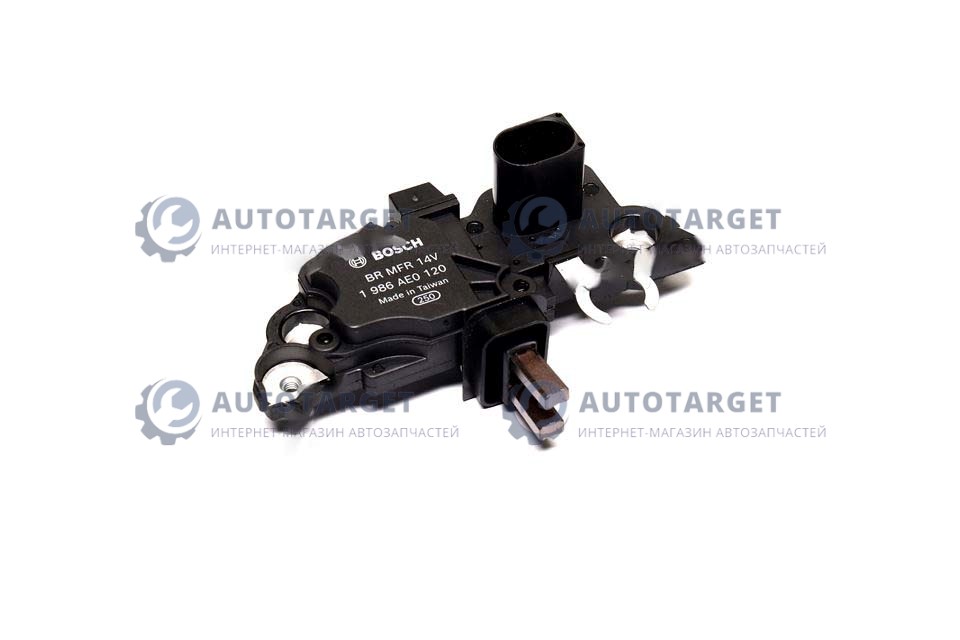 AUTOTARGET
ИНТЕРНЕТ-МАГАЗИН АВТОЗАПЧАСТЕЙ
AUTOTARGET
ИНТЕРНЕТ-МАГАЗИН АВТОЗАПЧАСТЕЙ
BOSCH
BR MFR 14V
1 986 AE0 120
Made in Taiwan
250
AUTOTARGET
ИНТЕРНЕТ-МАГАЗИН АВТОЗАПЧАСТЕЙ
AUTOTARGET
ИНТЕРНЕТ-МАГАЗИН АВТОЗАПЧАСТЕЙ